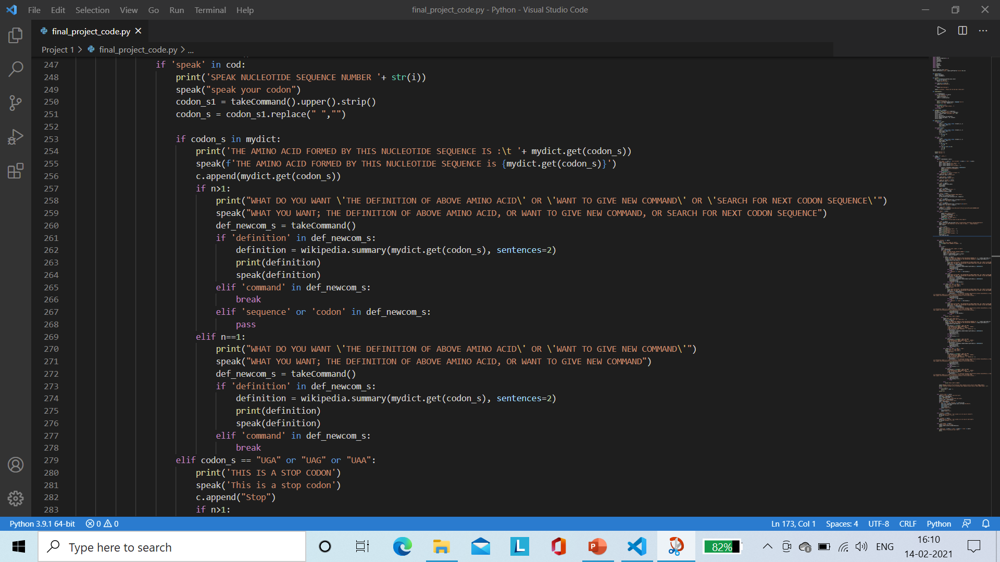 File Edit Selection View Go Run Terminal Help
final_project_code.py - Python - Visual Studio Code
final_project_code.py
Project 1 > final_project_code.py > ...
247 if 'speak' in cod:
248 print('SPEAK NUCLEOTIDE SEQUENCE NUMBER '+ str(i))
249 speak("speak your codon")
250 codon_s1 = takeCommand().upper().strip()
251 codon_s = codon_s1.replace(" ","")
252
253 if codon_s in mydict:
254 print('THE AMINO ACID FORMED BY THIS NUCLEOTIDE SEQUENCE IS :\t '+ mydict.get(codon_s))
255 speak(f'THE AMINO ACID FORMED BY THIS NUCLEOTIDE SEQUENCE is {mydict.get(codon_s)}')
256 c.append(mydict.get(codon_s))
257 if n>1:
258 print("WHAT DO YOU WANT \'THE DEFINITION OF ABOVE AMINO ACID\' OR \'WANT TO GIVE NEW COMMAND\' OR \'SEARCH FOR NEXT CODON SEQUENCE\'")
259 speak("WHAT YOU WANT; THE DEFINITION OF ABOVE AMINO ACID, OR WANT TO GIVE NEW COMMAND, OR SEARCH FOR NEXT CODON SEQUENCE")
260 def_newcom_s = takeCommand()
261 if 'definition' in def_newcom_s:
262 definition = wikipedia.summary(mydict.get(codon_s), sentences=2)
263 print(definition)
264 speak(definition)
265 elif 'command' in def_newcom_s:
266 break
267 elif 'sequence' or 'codon' in def_newcom_s:
268 pass
269 elif n==1:
270 print("WHAT DO YOU WANT \'THE DEFINITION OF ABOVE AMINO ACID\' OR \'WANT TO GIVE NEW COMMAND\'")
271 speak("WHAT YOU WANT; THE DEFINITION OF ABOVE AMINO ACID, OR WANT TO GIVE NEW COMMAND")
272 def_newcom_s = takeCommand()
273 if 'definition' in def_newcom_s:
274 definition = wikipedia.summary(mydict.get(codon_s), sentences=2)
275 print(definition)
276 speak(definition)
277 elif 'command' in def_newcom_s:
278 break
279 elif codon_s == "UGA" or "UAG" or "UAA":
280 print('THIS IS A STOP CODON')
281 speak('This is a stop codon')
282 c.append("Stop")
283 if n>1:
Python 3.9.1 64-bit 0 0 Ln 173, Col 1 Spaces: 4 UTF-8 CRLF Python
Type here to search
L
P
82%
ENG
16:10
14-02-2021